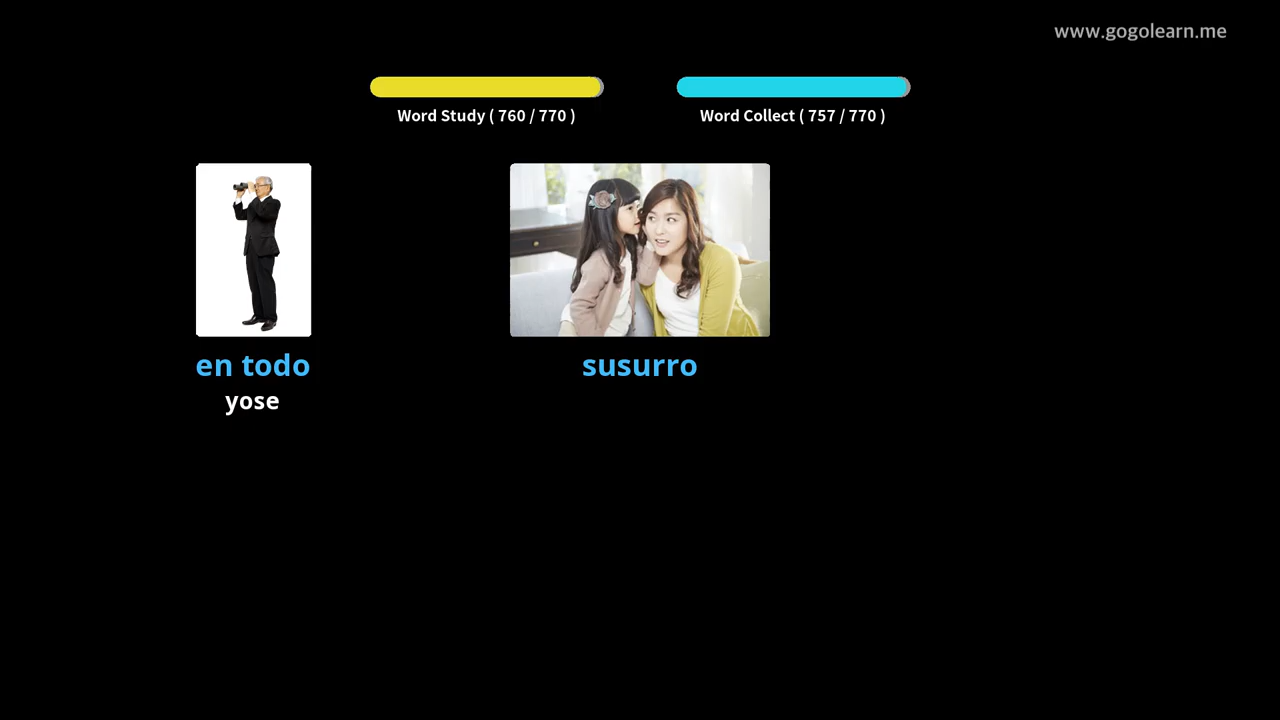 www.gogolearn.me
Word Study ( 760 / 770 )
Word Collect ( 757 / 770 )
en todo
yose
susurro